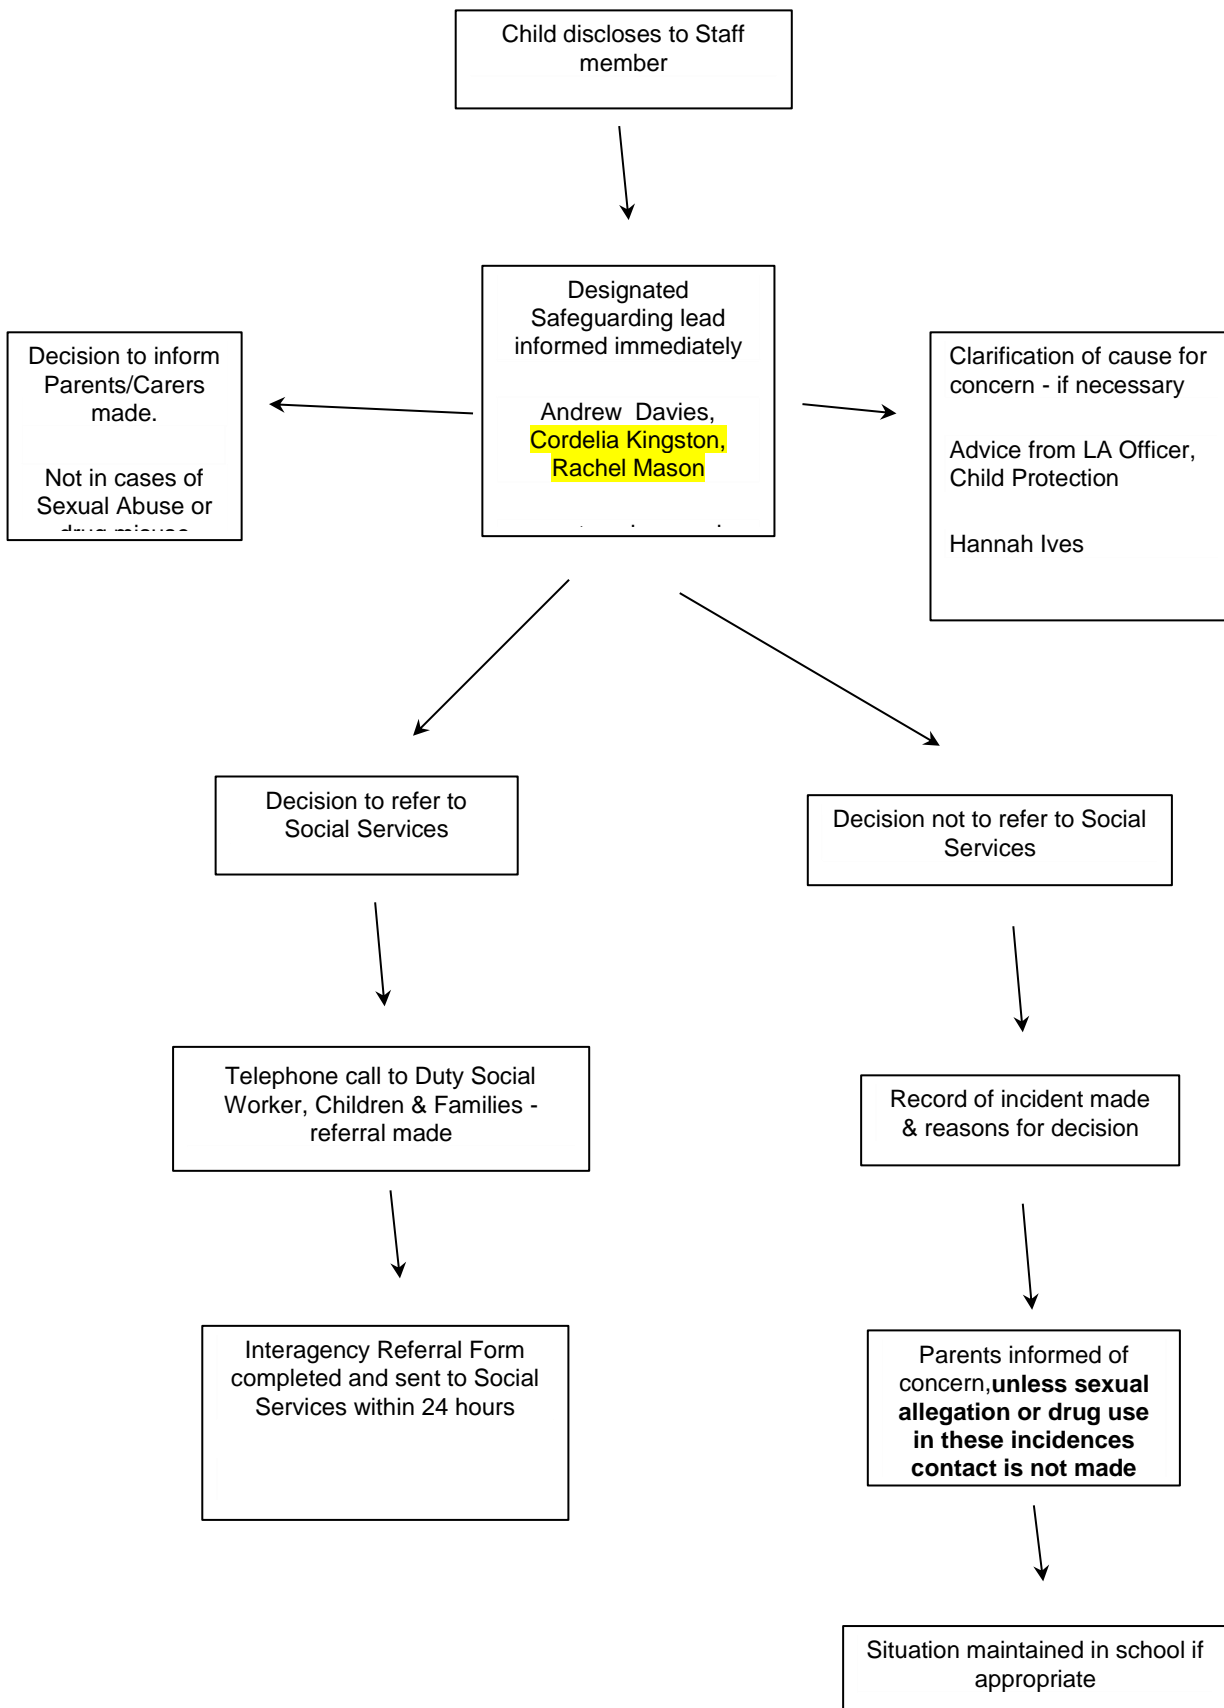 Child discloses to Staff
member
Designated
Safeguarding lead
informed immediately
Andrew Davies,
Cordelia Kingston,
Rachel Mason
Decision to inform
Parents/Carers
made.
Not in cases of
Sexual Abuse or
Clarification of cause for
concern - if necessary
Advice from LA Officer,
Child Protection
Hannah Ives
Decision to refer to
Social Services
Decision not to refer to Social
Services
Telephone call to Duty Social
Worker, Children & Families -
referral made
Record of incident made
& reasons for decision
Interagency Referral Form
completed and sent to Social
Services within 24 hours
Parents informed of
concern,unless sexual
allegation or drug use
in these incidences
contact is not made
Situation maintained in school if
appropriate